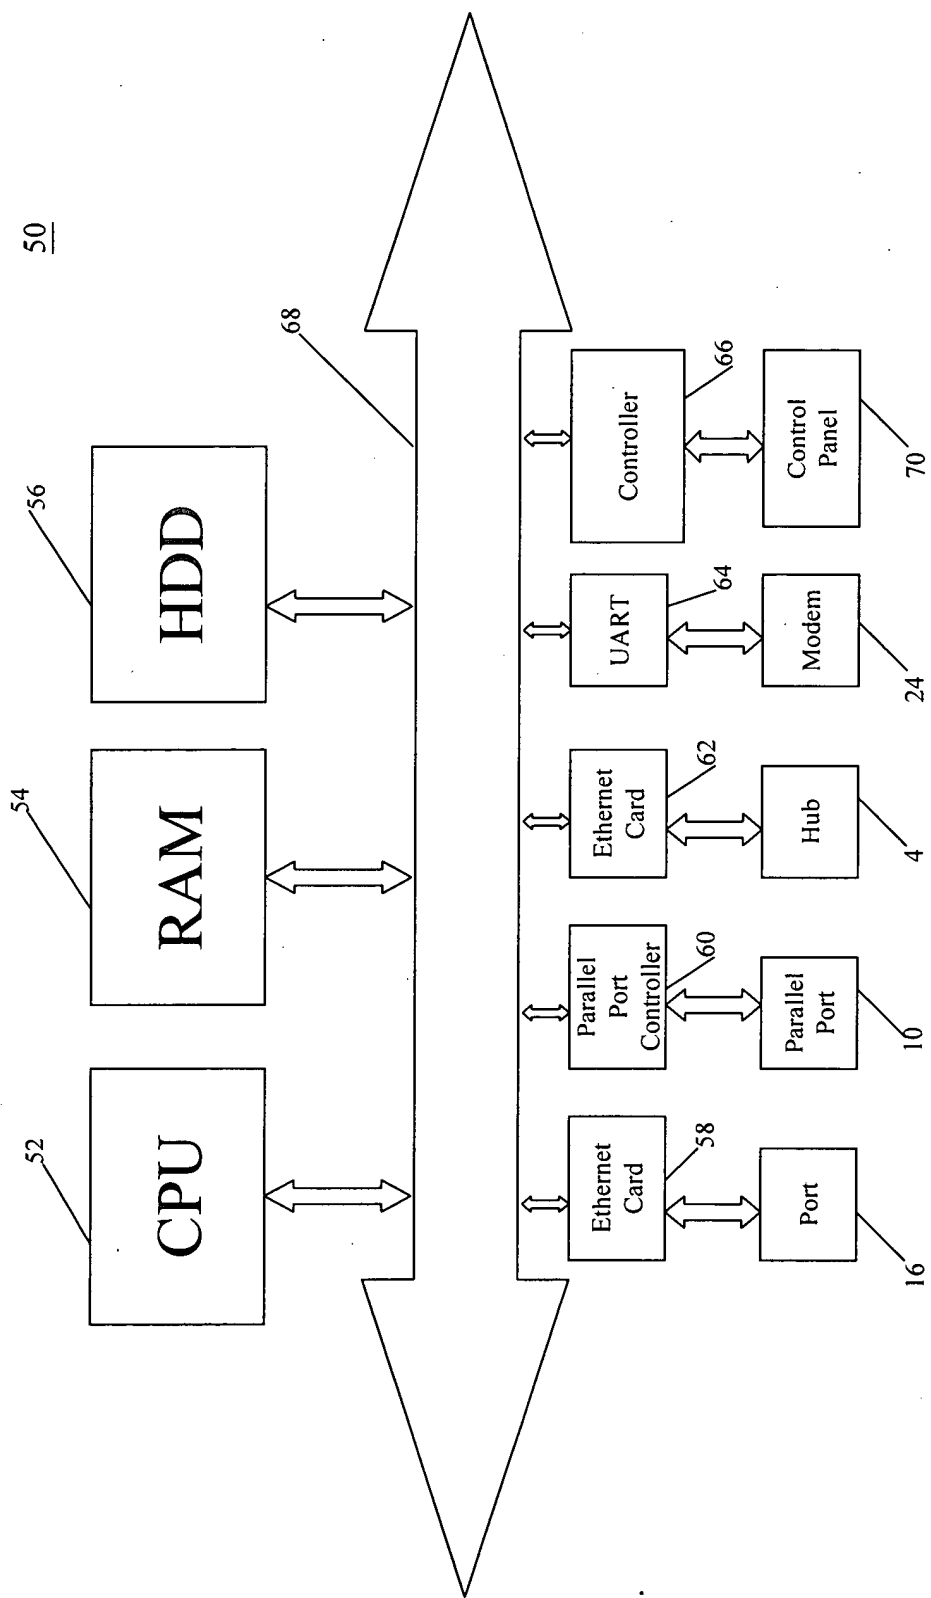 50
52
54
56
CPU
RAM
HDD
68
Ethernet
Card
Parallel
Port
Controller
Ethernet
Card
UART
Controller
58
60
62
64
66
Port
Parallel
Port
Hub
Modem
Control
Panel
16
10
4
24
70